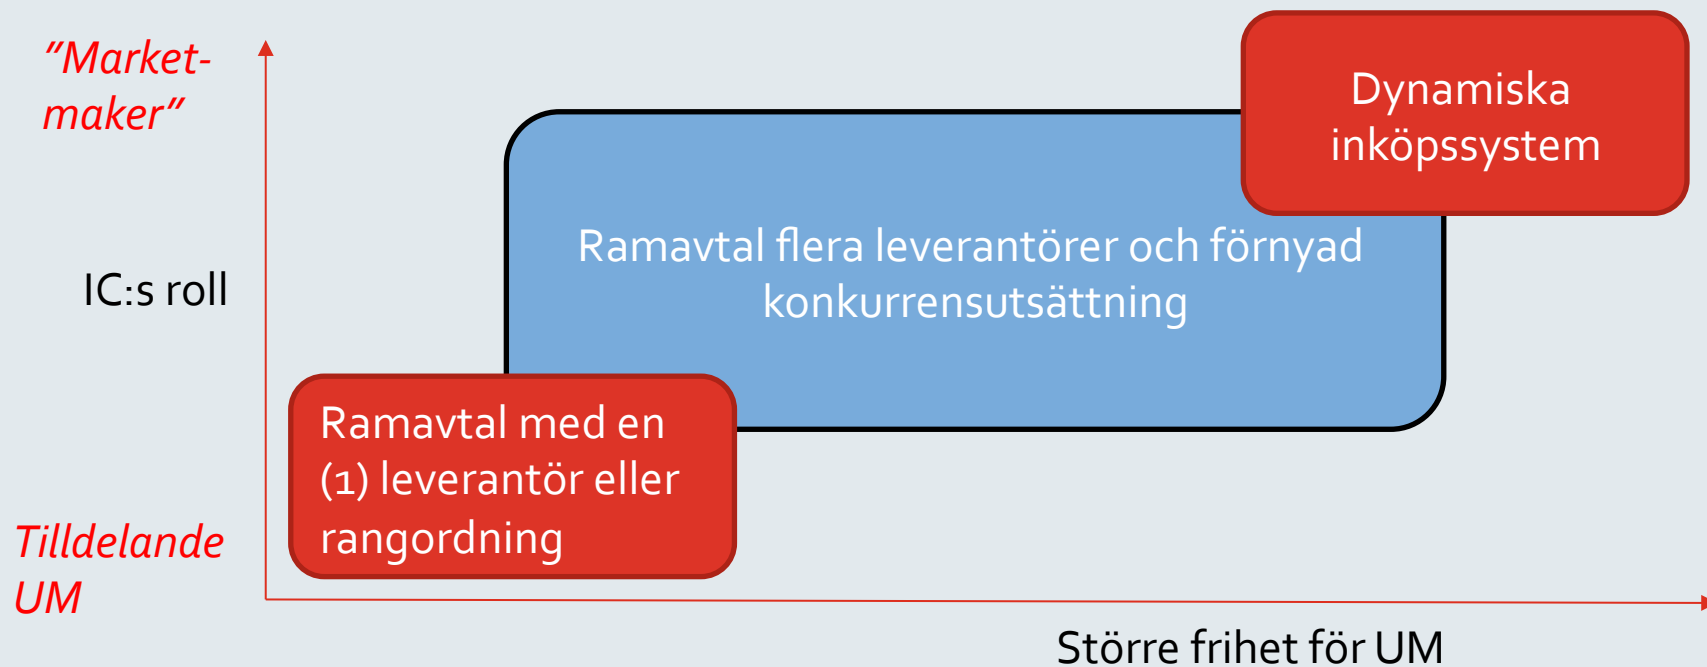 ”Market-
maker”
Dynamiska
inköpssystem
Ramavtal flera leverantörer och förnyad
konkurrensutsättning
IC:s roll
Ramavtal med en
(1) leverantör eller
rangordning
Tilldelande
UM
Större frihet för UM